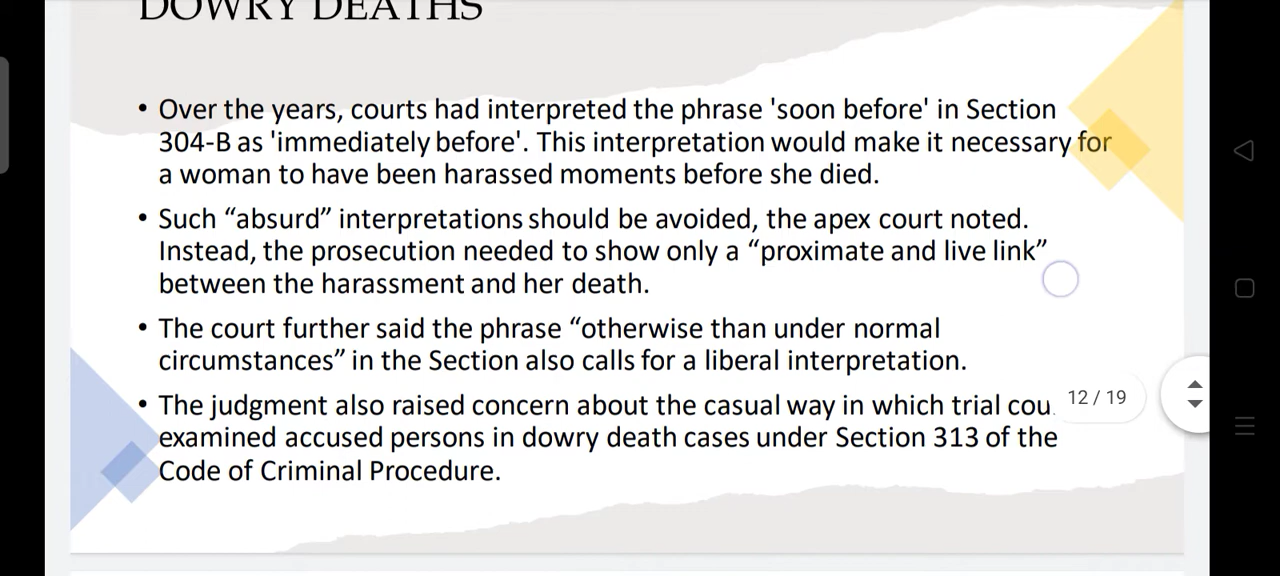 DOWRY DEATHS
• Over the years, courts had interpreted the phrase 'soon before' in Section
304-B as 'immediately before'. This interpretation would make it necessary for
a woman to have been harassed moments before she died.
• Such “absurd” interpretations should be avoided, the apex court noted.
Instead, the prosecution needed to show only a “proximate and live link”
between the harassment and her death.
• The court further said the phrase “otherwise than under normal
circumstances” in the Section also calls for a liberal interpretation.
• The judgment also raised concern about the casual way in which trial cou
12 / 19
examined accused persons in dowry death cases under Section 313 of the
Code of Criminal Procedure.